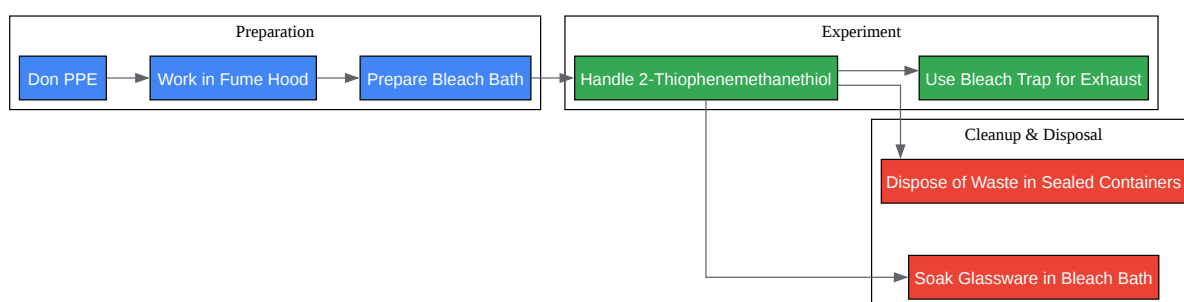 Preparation
Experiment
Don PPE
Work in Fume Hood
Prepare Bleach Bath
Handle 2-Thiophenemethanethiol
Use Bleach Trap for Exhaust
Cleanup & Disposal
Dispose of Waste in Sealed Containers
Soak Glassware in Bleach Bath